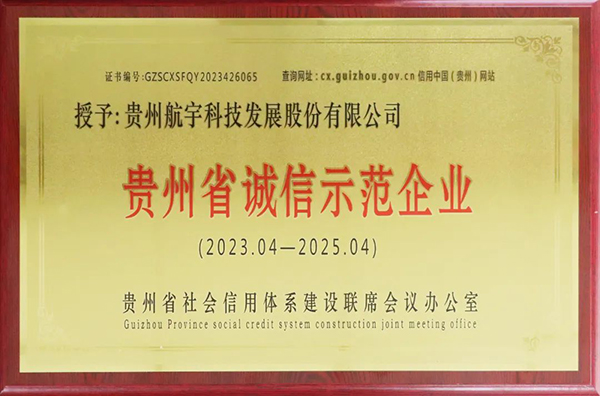 证书编号:GZSCXSFQY2023426065 查询网址:cx.guizhou.gov.cn 信用中国(贵州)网站
授予:贵州航宇科技发展股份有限公司
贵州省诚信示范企业
(2023.04—2025.04)
贵州省社会信用体系建设联席会议办公室
Guizhou Province social credit system construction joint meeting office